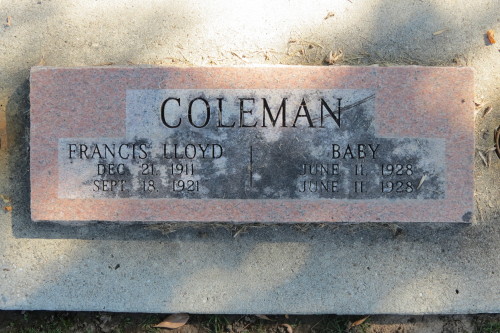 COLEMAN
FRANCIS LLOYD
DEC. 21, 1911
SEPT. 18, 1921
BABY
JUNE 11, 1928
JUNE 11, 1928